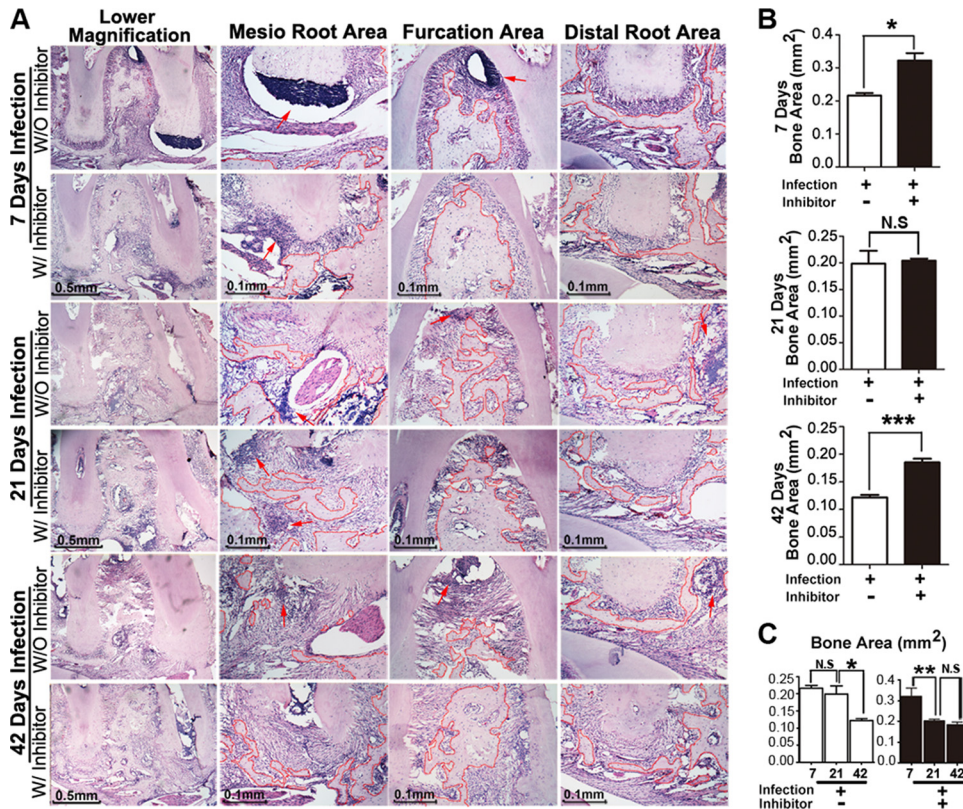 A
Lower Magnification
Mesio Root Area
Furcation Area
Distal Root Area
7 Days Infection
W/O Inhibitor
W/ Inhibitor
0.5mm
0.1mm
0.1mm
0.1mm
21 Days Infection
W/O Inhibitor
W/ Inhibitor
0.5mm
0.1mm
0.1mm
0.1mm
42 Days Infection
W/O Inhibitor
W/ Inhibitor
0.5mm
0.1mm
0.1mm
0.1mm
B
7 Days
Bone Area (mm²)
0.4
0.3
0.2
0.1
0.0
*
Infection + +
Inhibitor - +
21 Days
Bone Area (mm²)
0.25
0.20
0.15
0.10
0.05
0.00
N.S
Infection + +
Inhibitor - +
42 Days
Bone Area (mm²)
0.25
0.20
0.15
0.10
0.05
0.00
***
Infection + +
Inhibitor - +
C
Bone Area (mm²)
0.25
0.20
0.15
0.10
0.05
0.00
N.S *
7 21 42
0.4
0.3
0.2
0.1
0.0
** N.S
7 21 42
Infection + +
Inhibitor - +